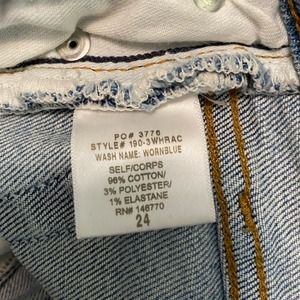 PO# 3776
STYLE# 190-3WHRAC
WASH NAME: WORNBLUE
SELF/CORPS
96% COTTON/
3% POLYESTER/
1% ELASTANE
RN# 146770
24